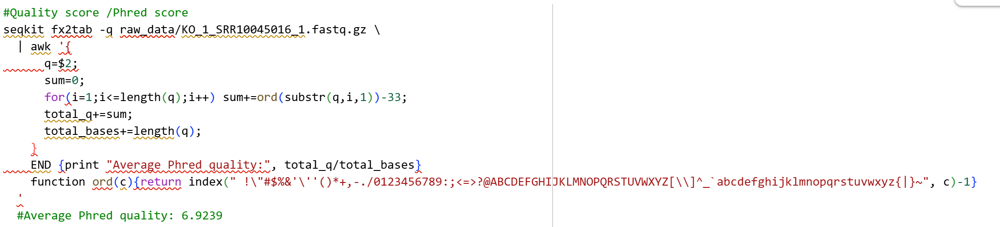 #Quality score /Phred score
seqkit fx2tab -q raw_data/KO_1_SRR10045016_1.fastq.gz \
| awk '{
q=$2;
sum=0;
for(i=1;i<=length(q);i++) sum+=ord(substr(q,i,1))-33;
total_q+=sum;
total_bases+=length(q);
}
END {print "Average Phred quality:", total_q/total_bases}
function ord(c){return index(" !\"#$%&'\''()*+,-./0123456789:;<=>?@ABCDEFGHIJKLMNOPQRSTUVWXYZ[\\]^_`abcdefghijklmnopqrstuvwxyz{|}~", c)-1}
'
#Average Phred quality: 6.9239